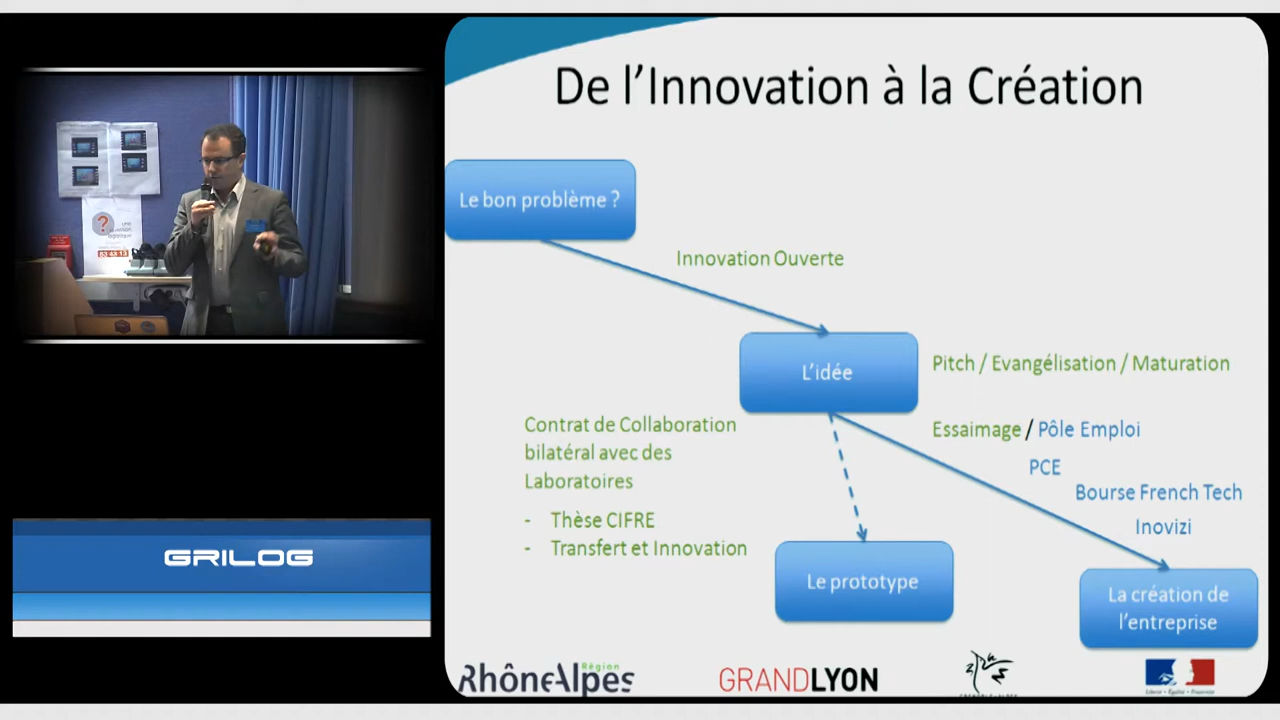 De l'Innovation à la Création
Le bon problème ?
Innovation Ouverte
L'idée
Pitch / Evangélisation / Maturation
Contrat de Collaboration
bilatéral avec des
Laboratoires
- Thèse CIFRE
- Transfert et Innovation
Essaimage / Pôle Emploi
PCE
Bourse French Tech
Inovizi
Le prototype
La création de
l'entreprise
GRILOG
Région
RhôneAlpes
GRANDLYON